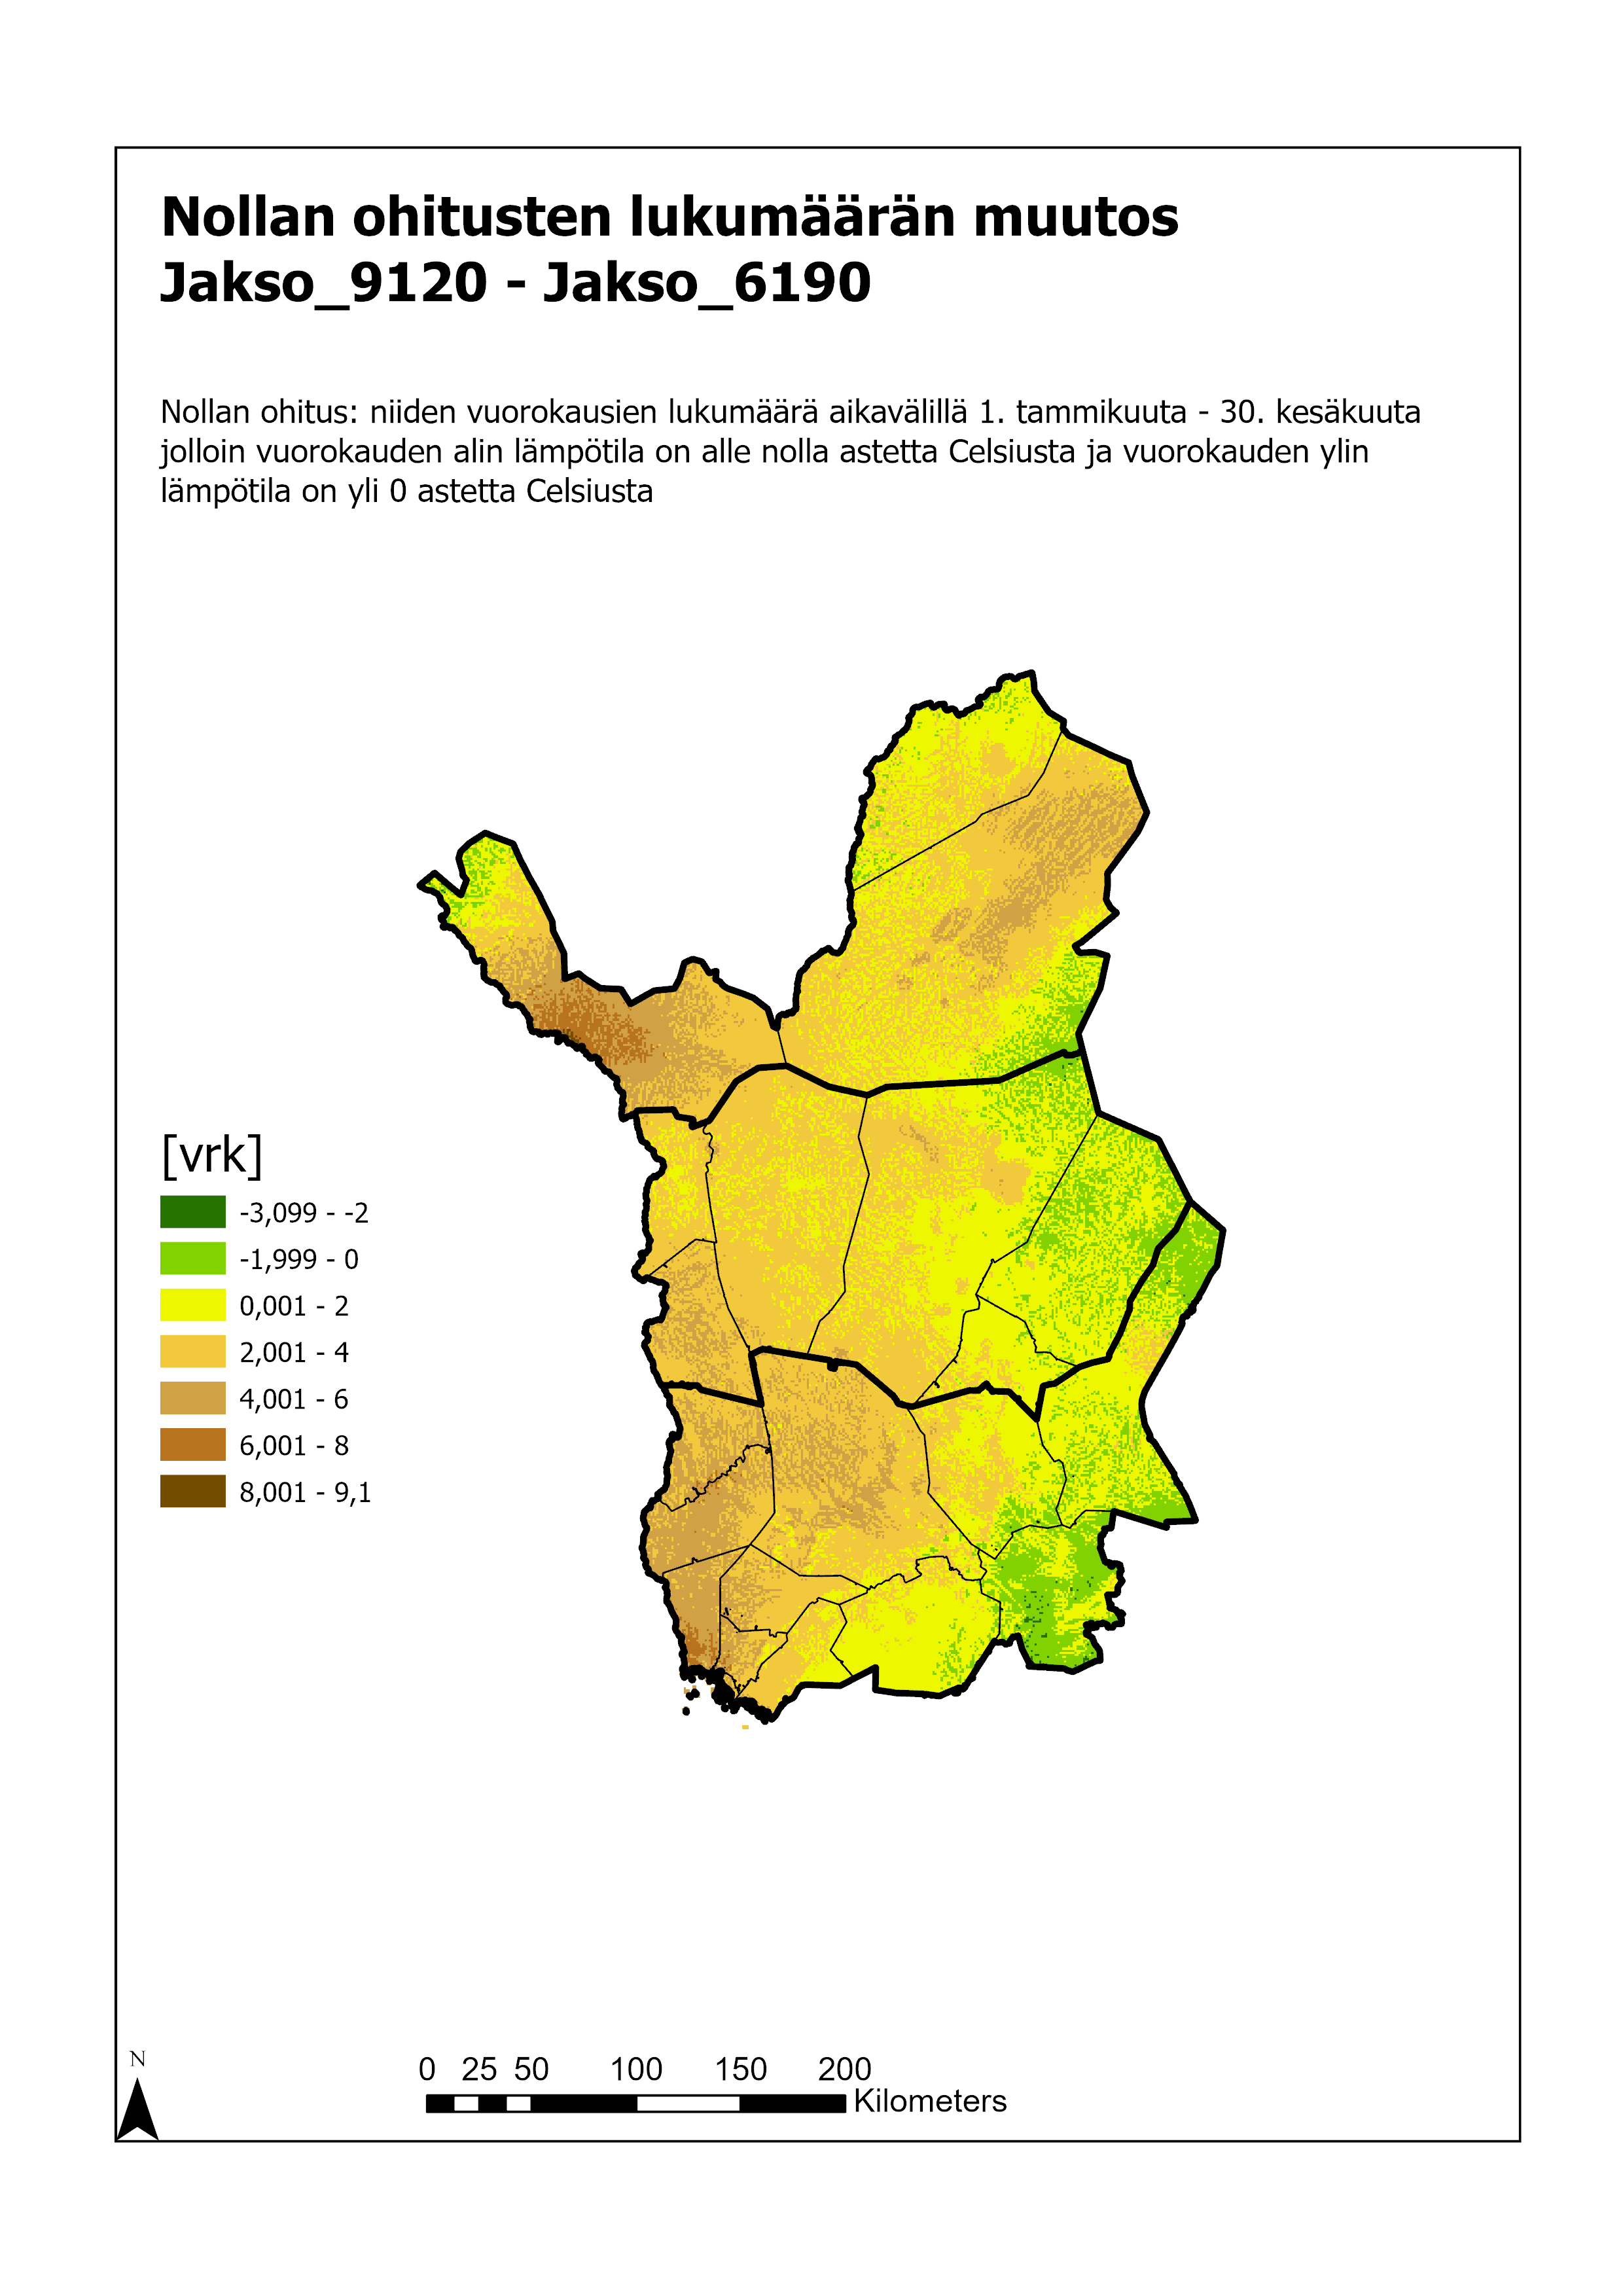 Nollan ohitusten lukumäärän muutos
Jakso_9120 - Jakso_6190
Nollan ohitus: niiden vuorokausien lukumäärä aikavälillä 1. tammikuuta - 30. kesäkuuta
jolloin vuorokauden alin lämpötila on alle nolla astetta Celsiusta ja vuorokauden ylin
lämpötila on yli 0 astetta Celsiusta
[vrk]
-3,099 - -2
-1,999 - 0
0,001 - 2
2,001 - 4
4,001 - 6
6,001 - 8
8,001 - 9,1
N
0 25 50 100 150 200
Kilometers